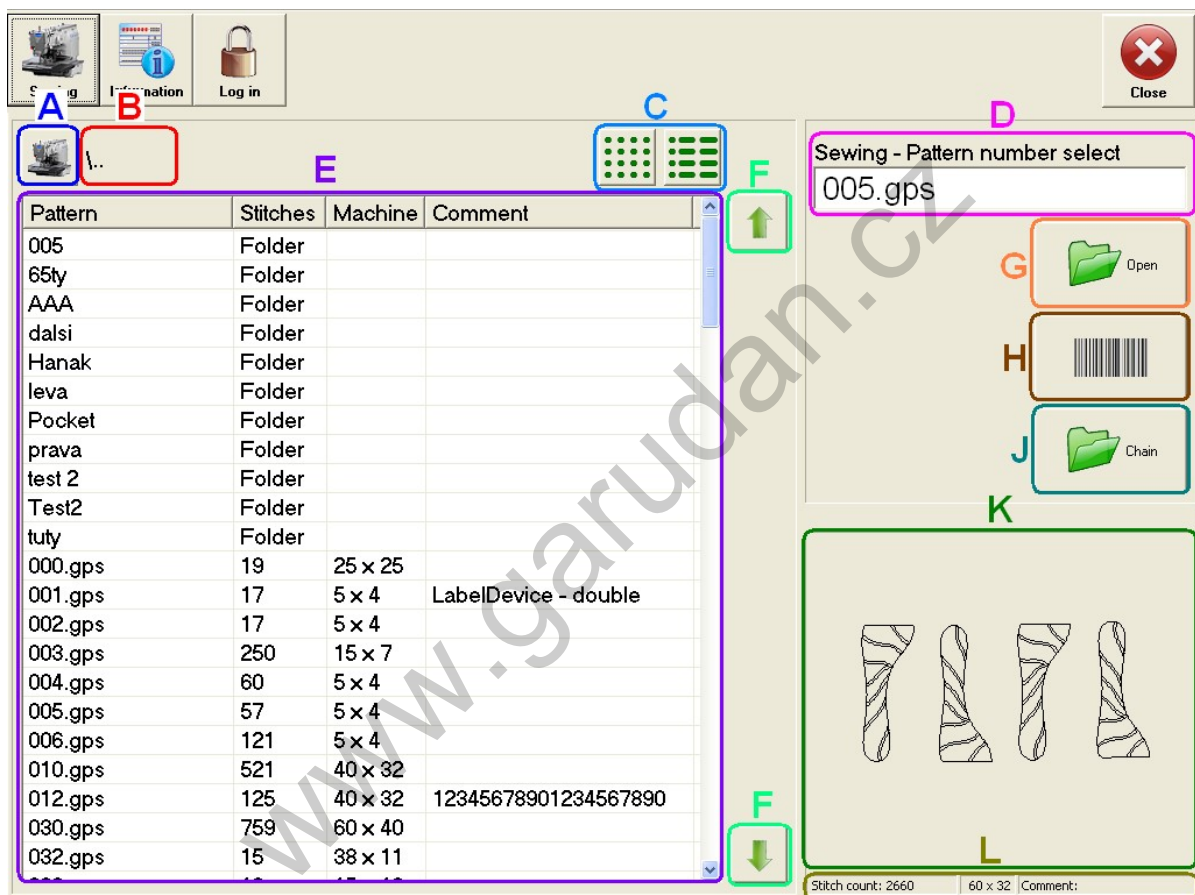 Sewing Information Log in Close
A B C D
\..
E F
Sewing - Pattern number select
005.gps
Pattern Stitches Machine Comment
005 Folder
65ty Folder
AAA Folder
dalsi Folder
Hanak Folder
leva Folder
Pocket Folder
prava Folder
test 2 Folder
Test2 Folder
tuty Folder
000.gps 19 25 x 25
001.gps 17 5 x 4 LabelDevice - double
002.gps 17 5 x 4
003.gps 250 15 x 7
004.gps 60 5 x 4
005.gps 57 5 x 4
006.gps 121 5 x 4
010.gps 521 40 x 32
012.gps 125 40 x 32 12345678901234567890
030.gps 759 60 x 40
032.gps 15 38 x 11
F
G Open
H
J Chain
K
L
Stitch count: 2660 60 x 32 Comment:
www.garudan.cz